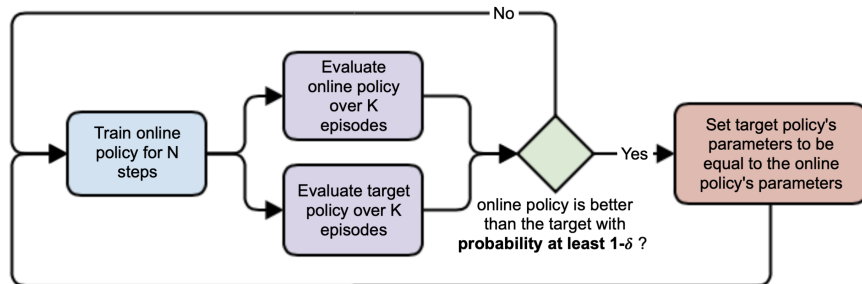 No
Train online
policy for N
steps
Evaluate
online policy
over K
episodes
Evaluate target
policy over K
episodes
Yes
online policy is better
than the target with
probability at least 1-δ ?
Set target policy's
parameters to be
equal to the online
policy's parameters